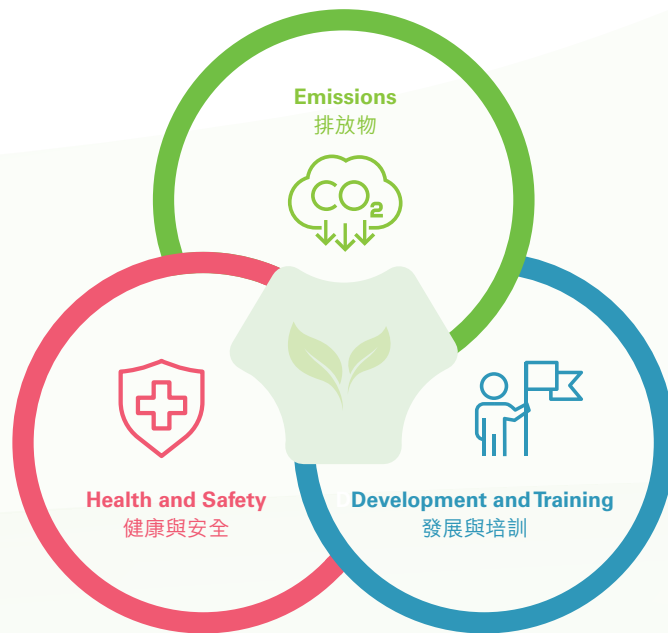 Emissions
排放物
CO2
Health and Safety
健康與安全
Development and Training
發展與培訓